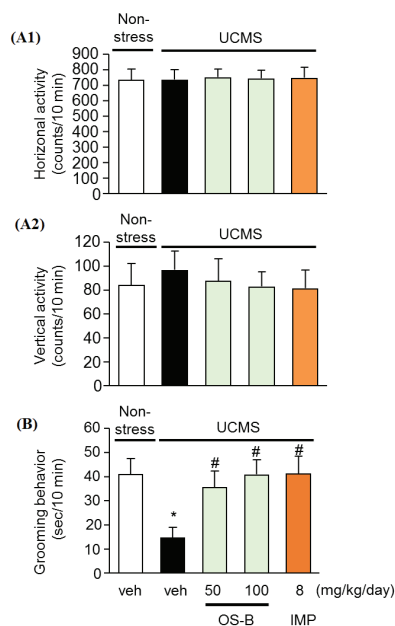 (A1)
Non-
stress
UCMS
Horizonal activity
(counts/10 min)
900
800
700
600
500
400
300
200
100
0
(A2)
Non-
stress
UCMS
Vertical activity
(counts/10 min)
120
100
80
60
40
20
0
(B)
Non-
stress
UCMS
Grooming behavior
(sec/10 min)
60
50
40
30
20
10
0
*
#
#
#
veh veh 50 100 8 (mg/kg/day)
OS-B IMP